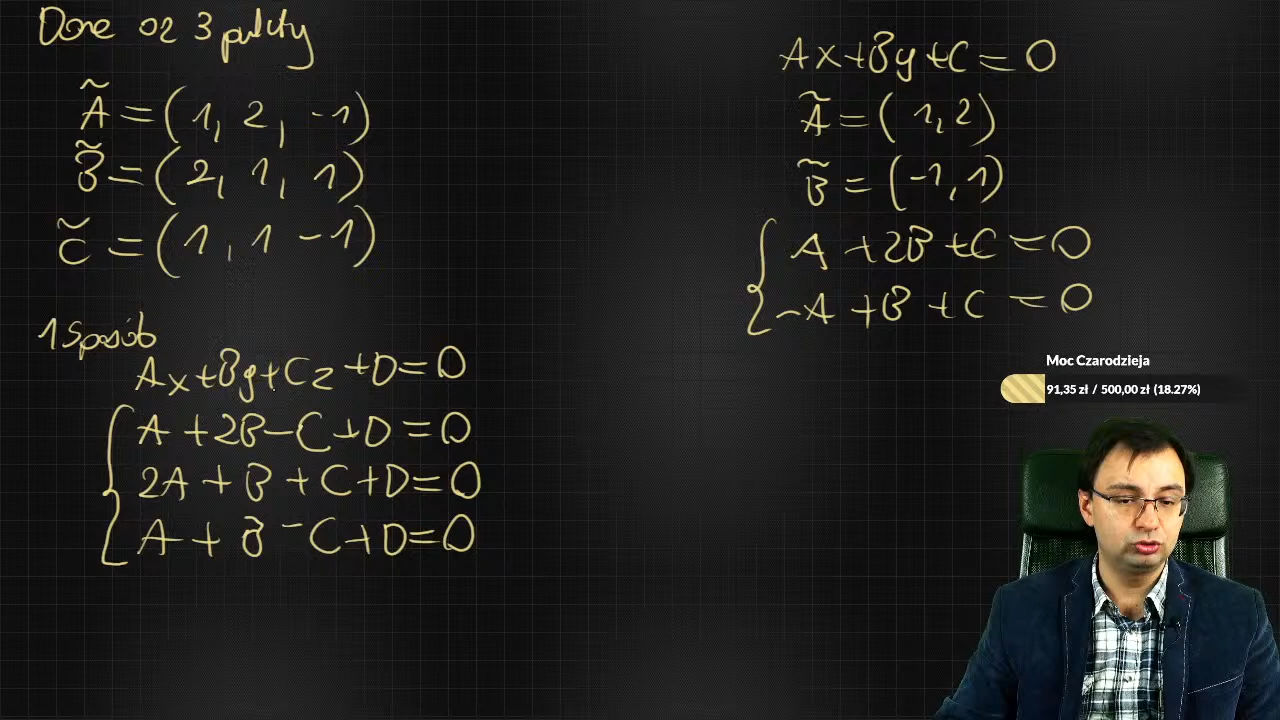 Dane są 3 punkty
Ã = (1, 2, -1)
B̃ = (2, 1, 1)
C̃ = (1, 1 -1)
1 sposób
Ax+By+Cz+D=0
A+2B-C+D=0
2A+B+C+D=0
A+B-C+D=0
Ax+By+C=0
Ã=(1,2)
B̃=(-1,1)
A+2B+C=0
-A+B+C=0
Moc Czarodzieja
91,35 zł / 500,00 zł (18.27%)